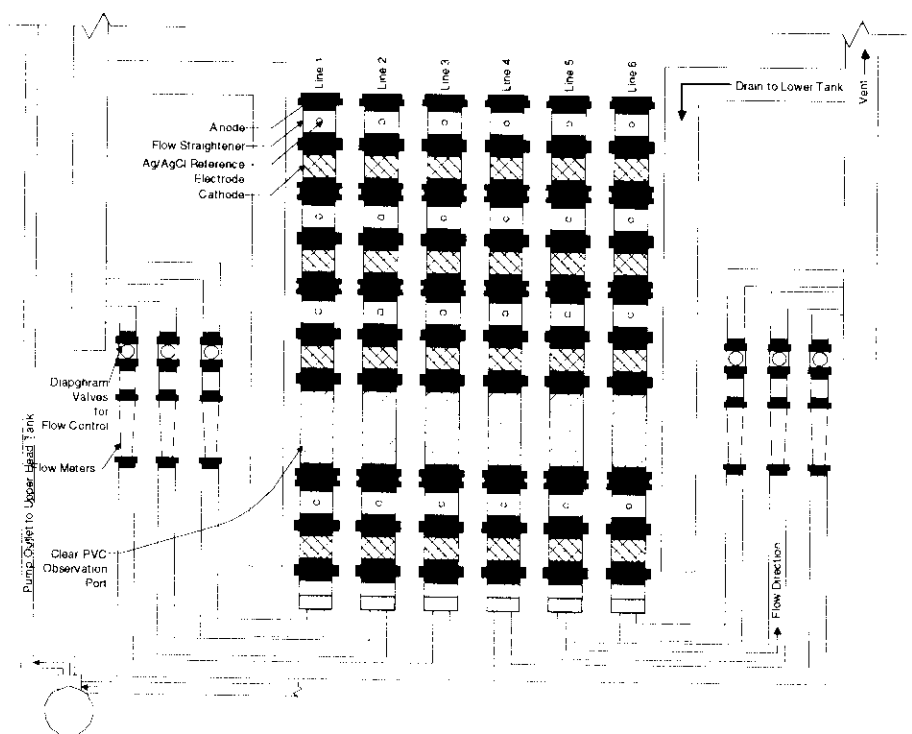 Line 1
Line 2
Line 3
Line 4
Line 5
Line 6
Drain to Lower Tank
Vent
Anode
Flow Straightener
Ag/AgCl Reference
Electrode
Cathode
Diapghram
Valves
for
Flow Control
Flow Meters
Pump Outlet to Upper Head Tank
Clear PVC
Observation
Port
Flow Direction